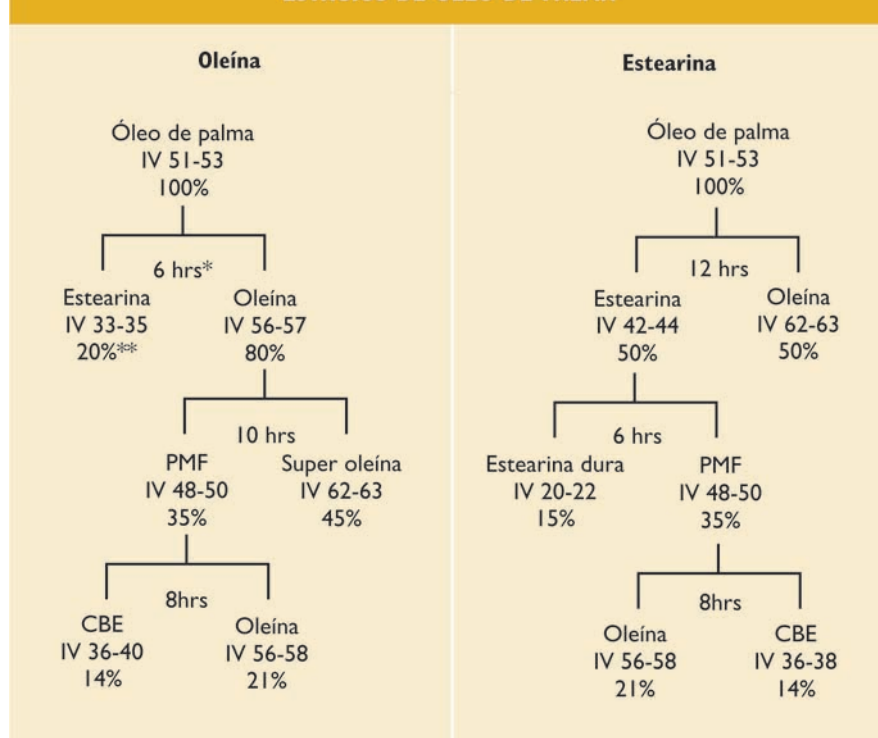 Oleína
Óleo de palma
IV 51-53
100%
6 hrs*
Estearina
IV 33-35
20%**
Oleína
IV 56-57
80%
10 hrs
PMF
IV 48-50
35%
Super oleína
IV 62-63
45%
8hrs
CBE
IV 36-40
14%
Oleína
IV 56-58
21%
Estearina
Óleo de palma
IV 51-53
100%
12 hrs
Estearina
IV 42-44
50%
Oleína
IV 62-63
50%
6 hrs
Estearina dura
IV 20-22
15%
PMF
IV 48-50
35%
8hrs
Oleína
IV 56-58
21%
CBE
IV 36-38
14%